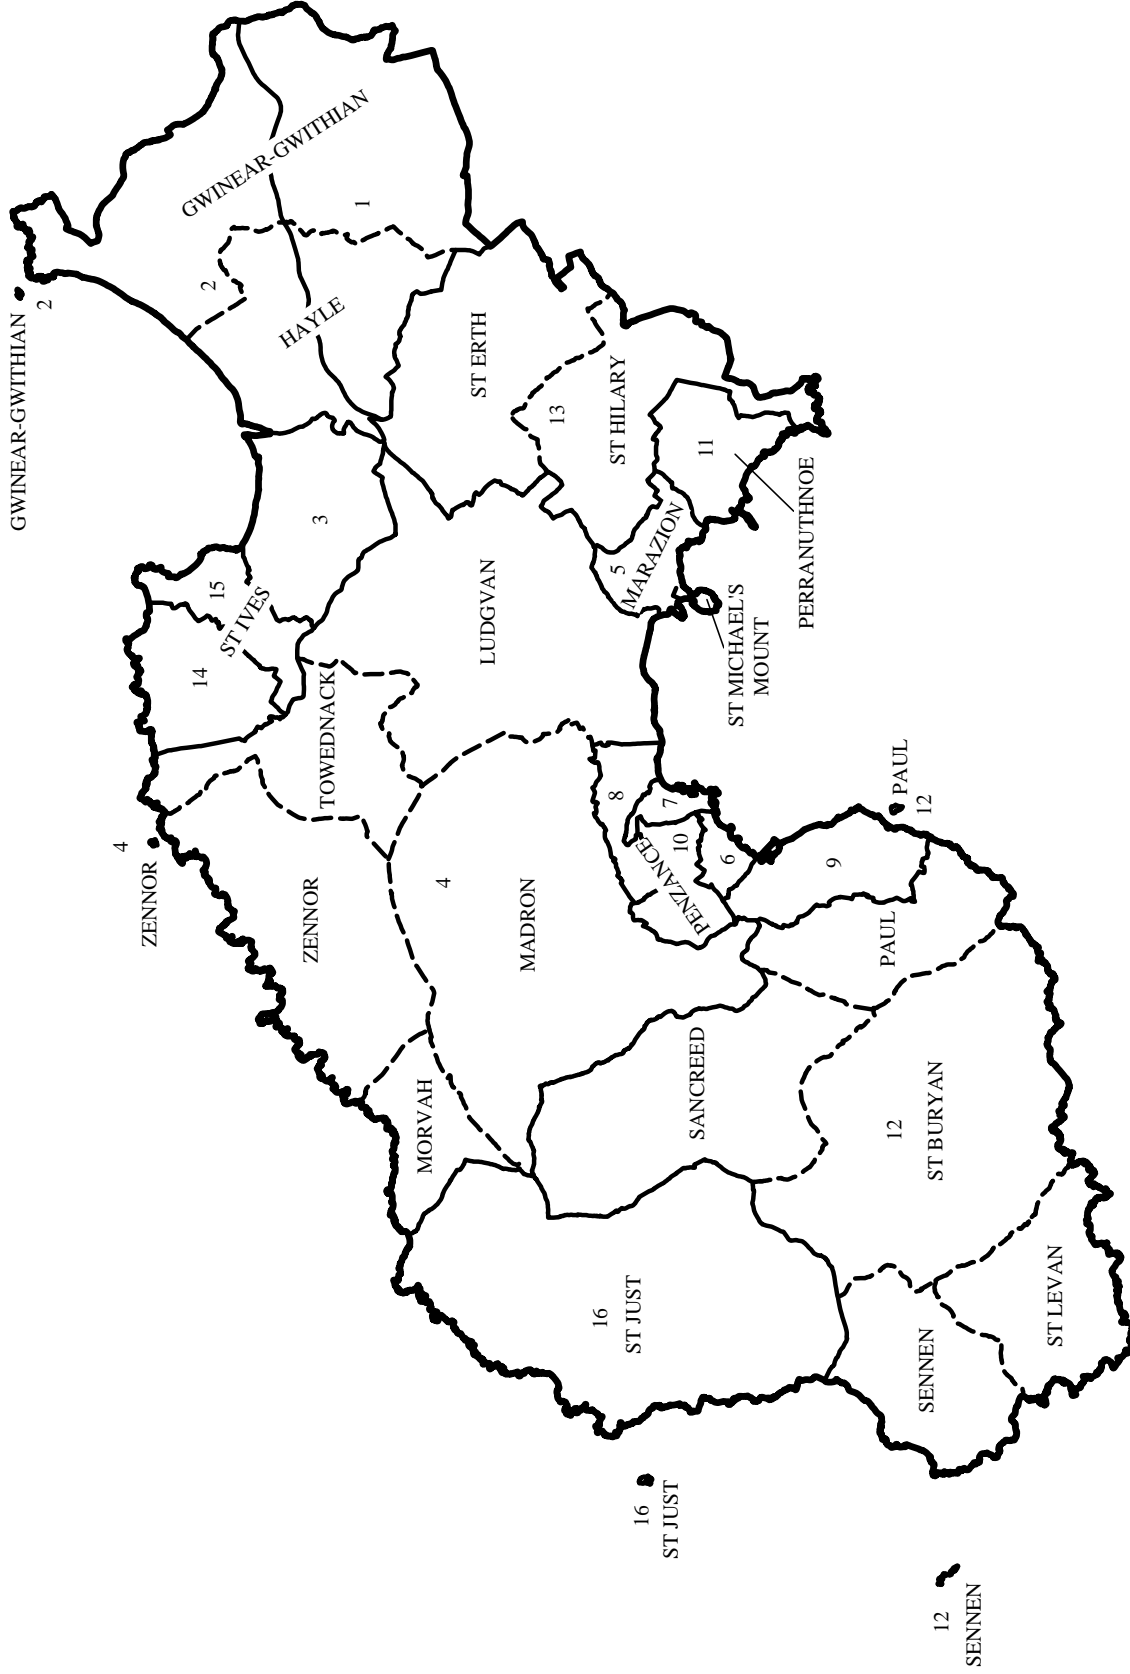 GWINEAR-GWITHIAN
2
GWINEAR-GWITHIAN
1
2
HAYLE
ST ERTH
13
ST HILARY
11
PERRANUTHNOE
3
15
14
ST IVES
5
MARAZION
ST MICHAEL'S
MOUNT
LUDGVAN
TOWEDNACK
4
ZENNOR
ZENNOR
4
MADRON
8
7
10
PENZANCE
6
9
PAUL
12
PAUL
MORVAH
SANCREED
12
ST BURYAN
16
ST JUST
SENNEN
ST LEVAN
16
ST JUST
12
SENNEN